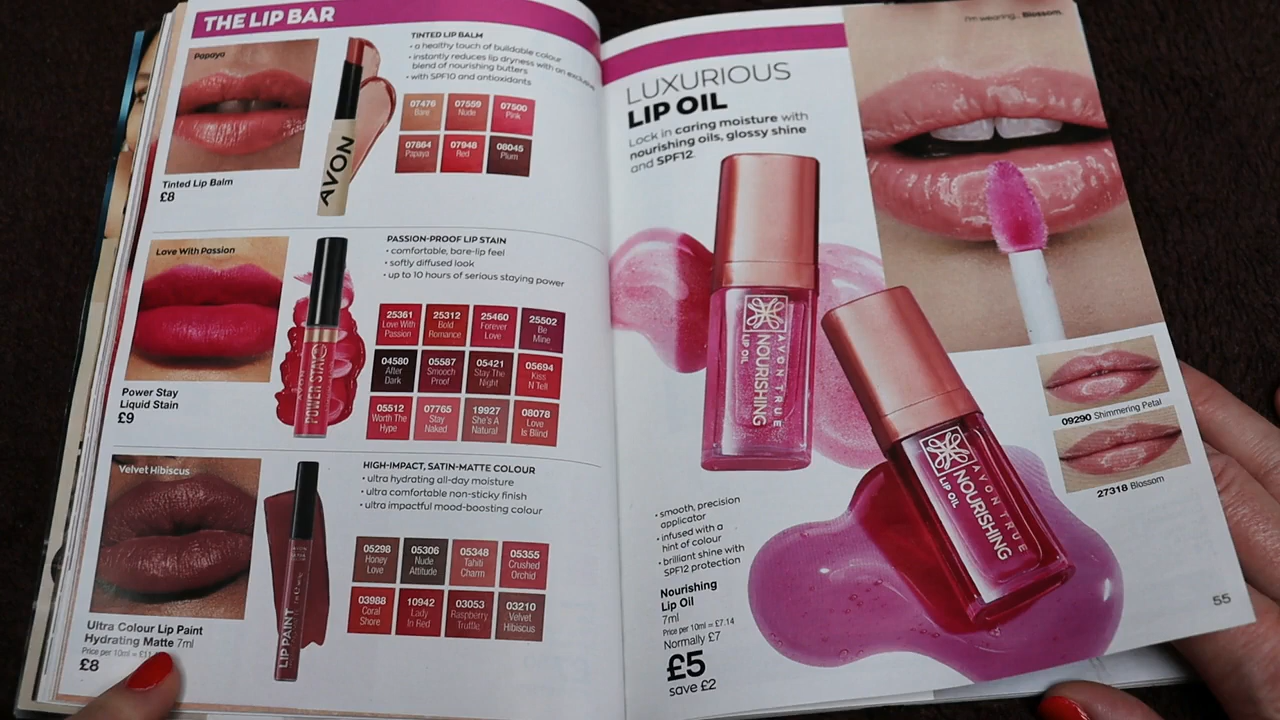 THE LIP BAR
Papaya
AVON
Tinted Lip Balm
£8
TINTED LIP BALM
• a healthy touch of buildable colour
• instantly reduces lip dryness with an exclusive
blend of nourishing butters
• with SPF10 and antioxidants
07476 Bare
07559 Nude
07500 Pink
07864 Papaya
07948 Red
08045 Plum
Love With Passion
POWER STAY
Power Stay
Liquid Stain
£9
PASSION-PROOF LIP STAIN
• comfortable, bare-lip feel
• softly diffused look
• up to 10 hours of serious staying power
25361 Love With Passion
25312 Bold Romance
25460 Forever Love
25502 Be Mine
04580 After Dark
05587 Smooch Proof
05421 Stay The Night
05694 Kiss N Tell
05512 Worth The Hype
07765 Stay Naked
19927 She's A Natural
08078 Love Is Blind
Velvet Hibiscus
LIP PAINT
Ultra Colour Lip Paint
Hydrating Matte 7ml
Price per 10ml =
£8
HIGH-IMPACT, SATIN-MATTE COLOUR
• ultra hydrating all-day moisture
• ultra comfortable non-sticky finish
• ultra impactful mood-boosting colour
05298 Honey Love
05306 Nude Attitude
05348 Tahiti Charm
05355 Crushed Orchid
03988 Coral Shore
10942 Lady In Red
03053 Raspberry Truffle
03210 Velvet Hibiscus
I'm wearing... Blossom.
LUXURIOUS
LIP OIL
Lock in caring moisture with
nourishing oils, glossy shine
and SPF12.
AVON TRUE
NOURISHING
LIP OIL
AVON TRUE
NOURISHING
LIP OIL
09290 Shimmering Petal
27318 Blossom
• smooth, precision
applicator
• infused with a
hint of colour
• brilliant shine with
SPF12 protection
Nourishing
Lip Oil
7ml
Price per 10ml = £7.14
Normally £7
£5
save £2
55